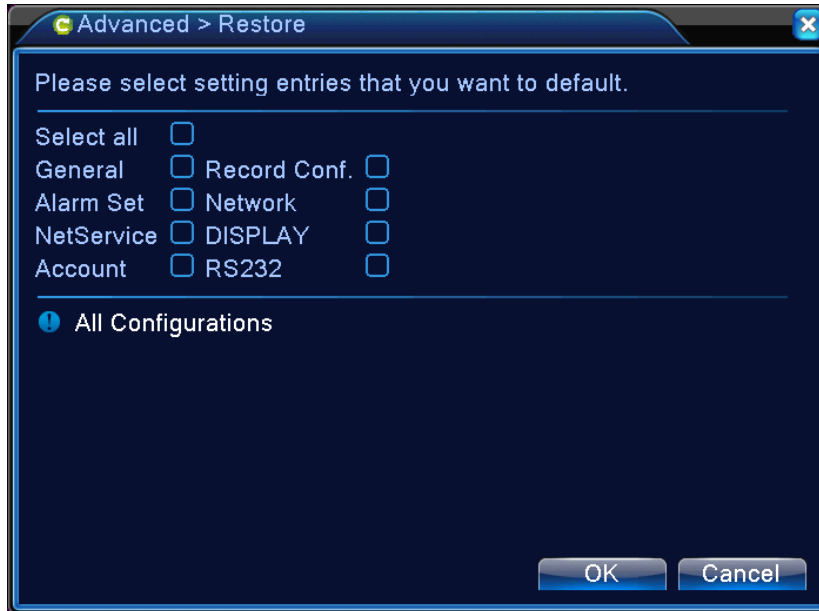 Advanced > Restore
Please select setting entries that you want to default.
Select all
General Record Conf.
Alarm Set Network
NetService DISPLAY
Account RS232
All Configurations
OK Cancel